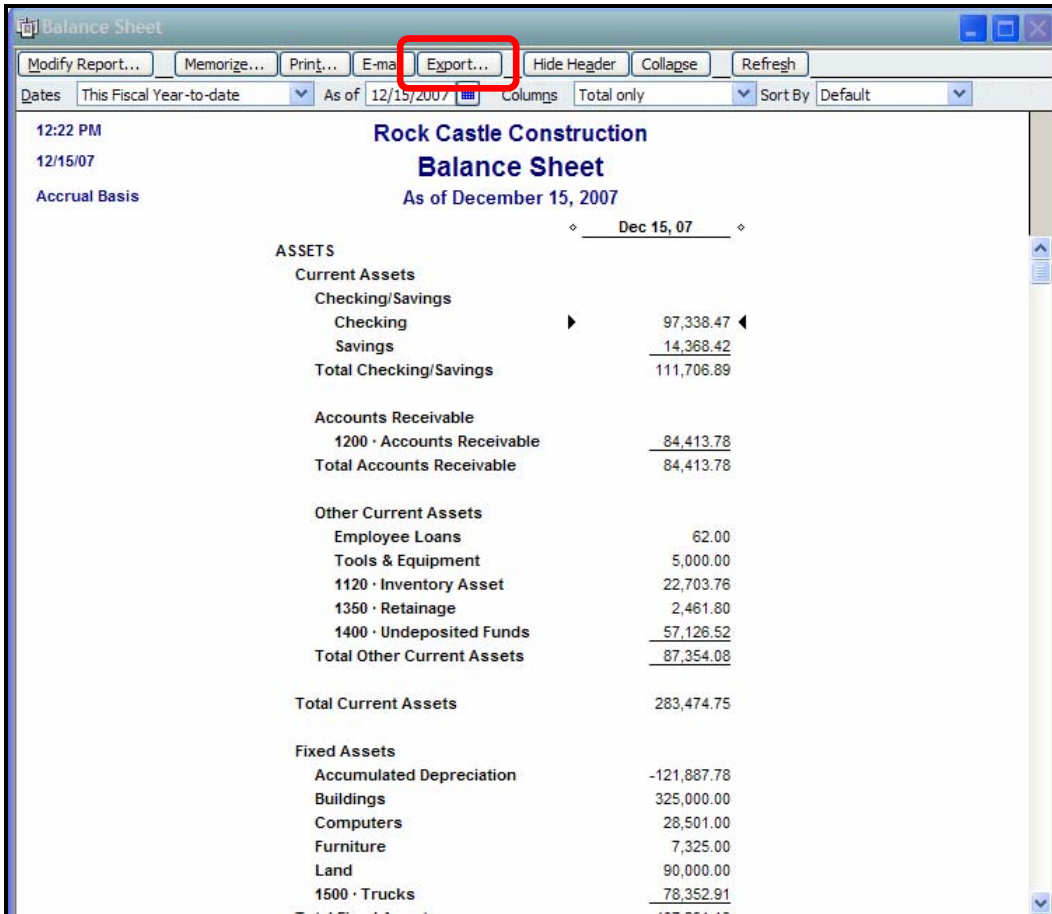 Balance Sheet
Modify Report... Memorize... Print... E-ma Export... Hide Header Collapse Refresh
Dates This Fiscal Year-to-date As of 12/15/2007 Columns Total only Sort By Default
12:22 PM
12/15/07
Accrual Basis
Rock Castle Construction
Balance Sheet
As of December 15, 2007
Dec 15, 07
ASSETS
Current Assets
Checking/Savings
Checking 97,338.47
Savings 14,368.42
Total Checking/Savings 111,706.89
Accounts Receivable
1200 · Accounts Receivable 84,413.78
Total Accounts Receivable 84,413.78
Other Current Assets
Employee Loans 62.00
Tools & Equipment 5,000.00
1120 · Inventory Asset 22,703.76
1350 · Retainage 2,461.80
1400 · Undeposited Funds 57,126.52
Total Other Current Assets 87,354.08
Total Current Assets 283,474.75
Fixed Assets
Accumulated Depreciation -121,887.78
Buildings 325,000.00
Computers 28,501.00
Furniture 7,325.00
Land 90,000.00
1500 · Trucks 78,352.91